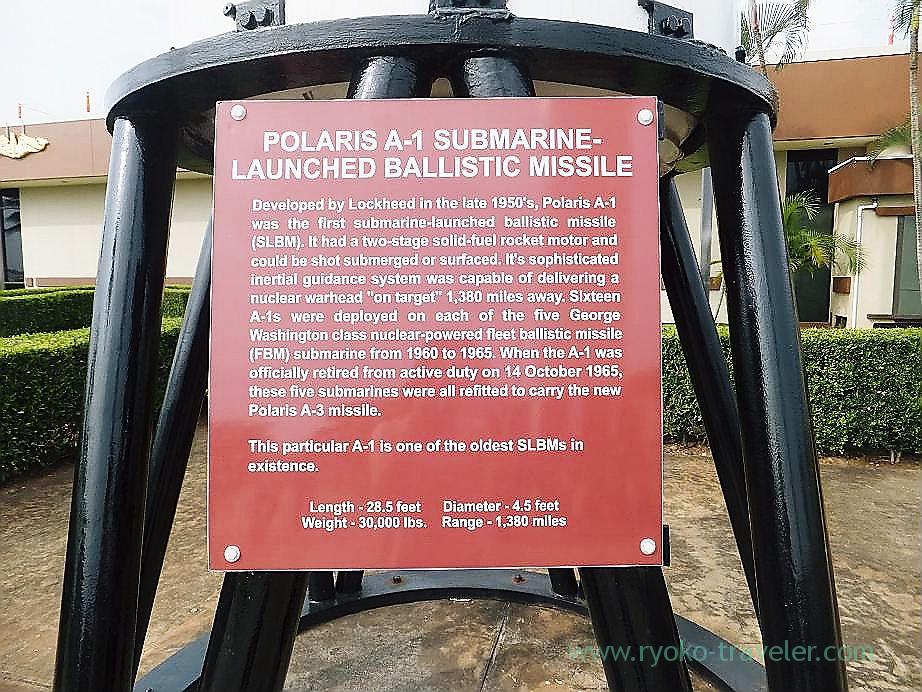 POLARIS A-1 SUBMARINE-
LAUNCHED BALLISTIC MISSILE
Developed by Lockheed in the late 1950's, Polaris A-1
was the first submarine-launched ballistic missile
(SLBM). It had a two-stage solid-fuel rocket motor and
could be shot submerged or surfaced. It's sophisticated
inertial guidance system was capable of delivering a
nuclear warhead "on target" 1,380 miles away. Sixteen
A-1s were deployed on each of the five George
Washington class nuclear-powered fleet ballistic missile
(FBM) submarine from 1960 to 1965. When the A-1 was
officially retired from active duty on 14 October 1965,
these five submarines were all refitted to carry the new
Polaris A-3 missile.
This particular A-1 is one of the oldest SLBMs in
existence.
Length - 28.5 feet Diameter - 4.5 feet
Weight - 30,000 lbs. Range - 1,380 miles
www.ryoko-traveler.com